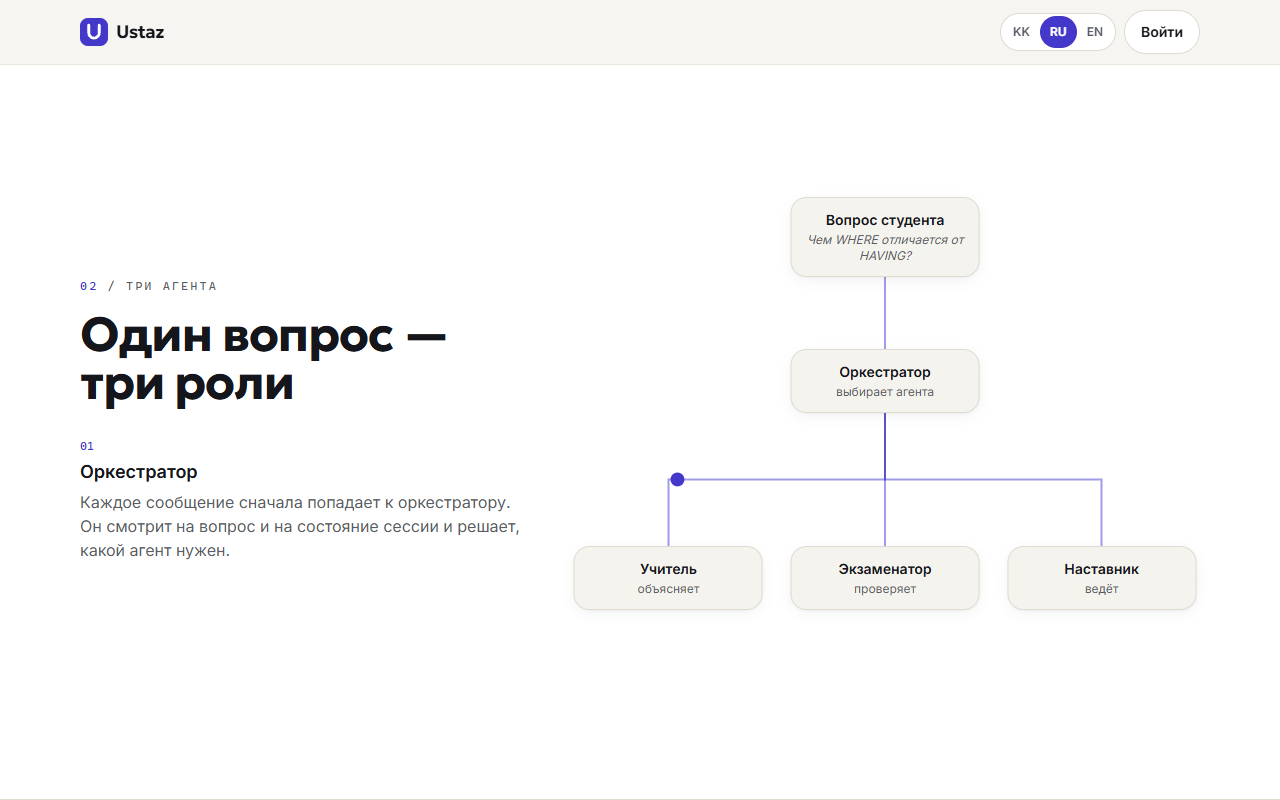 Ustaz
KK RU EN
Войти
02 / ТРИ АГЕНТА
Один вопрос —
три роли
01
Оркестратор
Каждое сообщение сначала попадает к оркестратору.
Он смотрит на вопрос и на состояние сессии и решает,
какой агент нужен.
Вопрос студента
Чем WHERE отличается от
HAVING?
Оркестратор
выбирает агента
Учитель
объясняет
Экзаменатор
проверяет
Наставник
ведёт